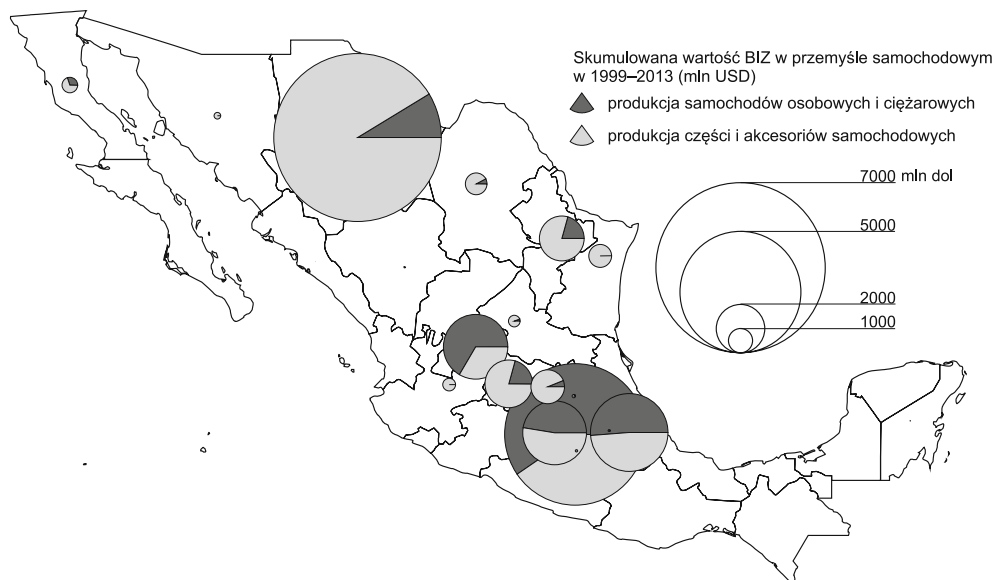 Skumulowana wartość BIZ w przemyśle samochodowym
w 1999–2013 (mln USD)
produkcja samochodów osobowych i ciężarowych
produkcja części i akcesoriów samochodowych
7000 mln dol
5000
2000
1000